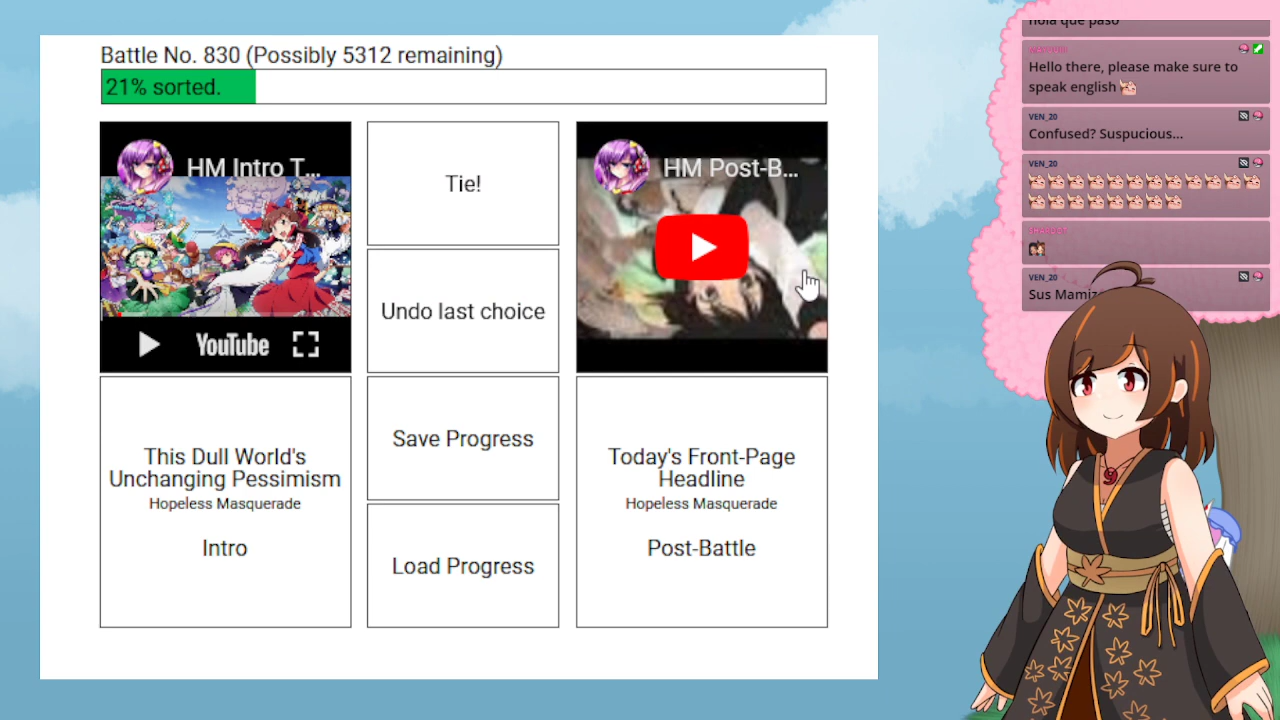 Battle No. 830 (Possibly 5312 remaining)
21% sorted.
HM Intro T...
Tie!
HM Post-B...
Undo last choice
YouTube
This Dull World's
Unchanging Pessimism
Hopeless Masquerade
Intro
Save Progress
Today's Front-Page
Headline
Hopeless Masquerade
Post-Battle
Load Progress
hola que paso
Hello there, please make sure to
speak english
VEN_20
Confused? Suspucious...
VEN_20
VEN_20
Sus Mamiz